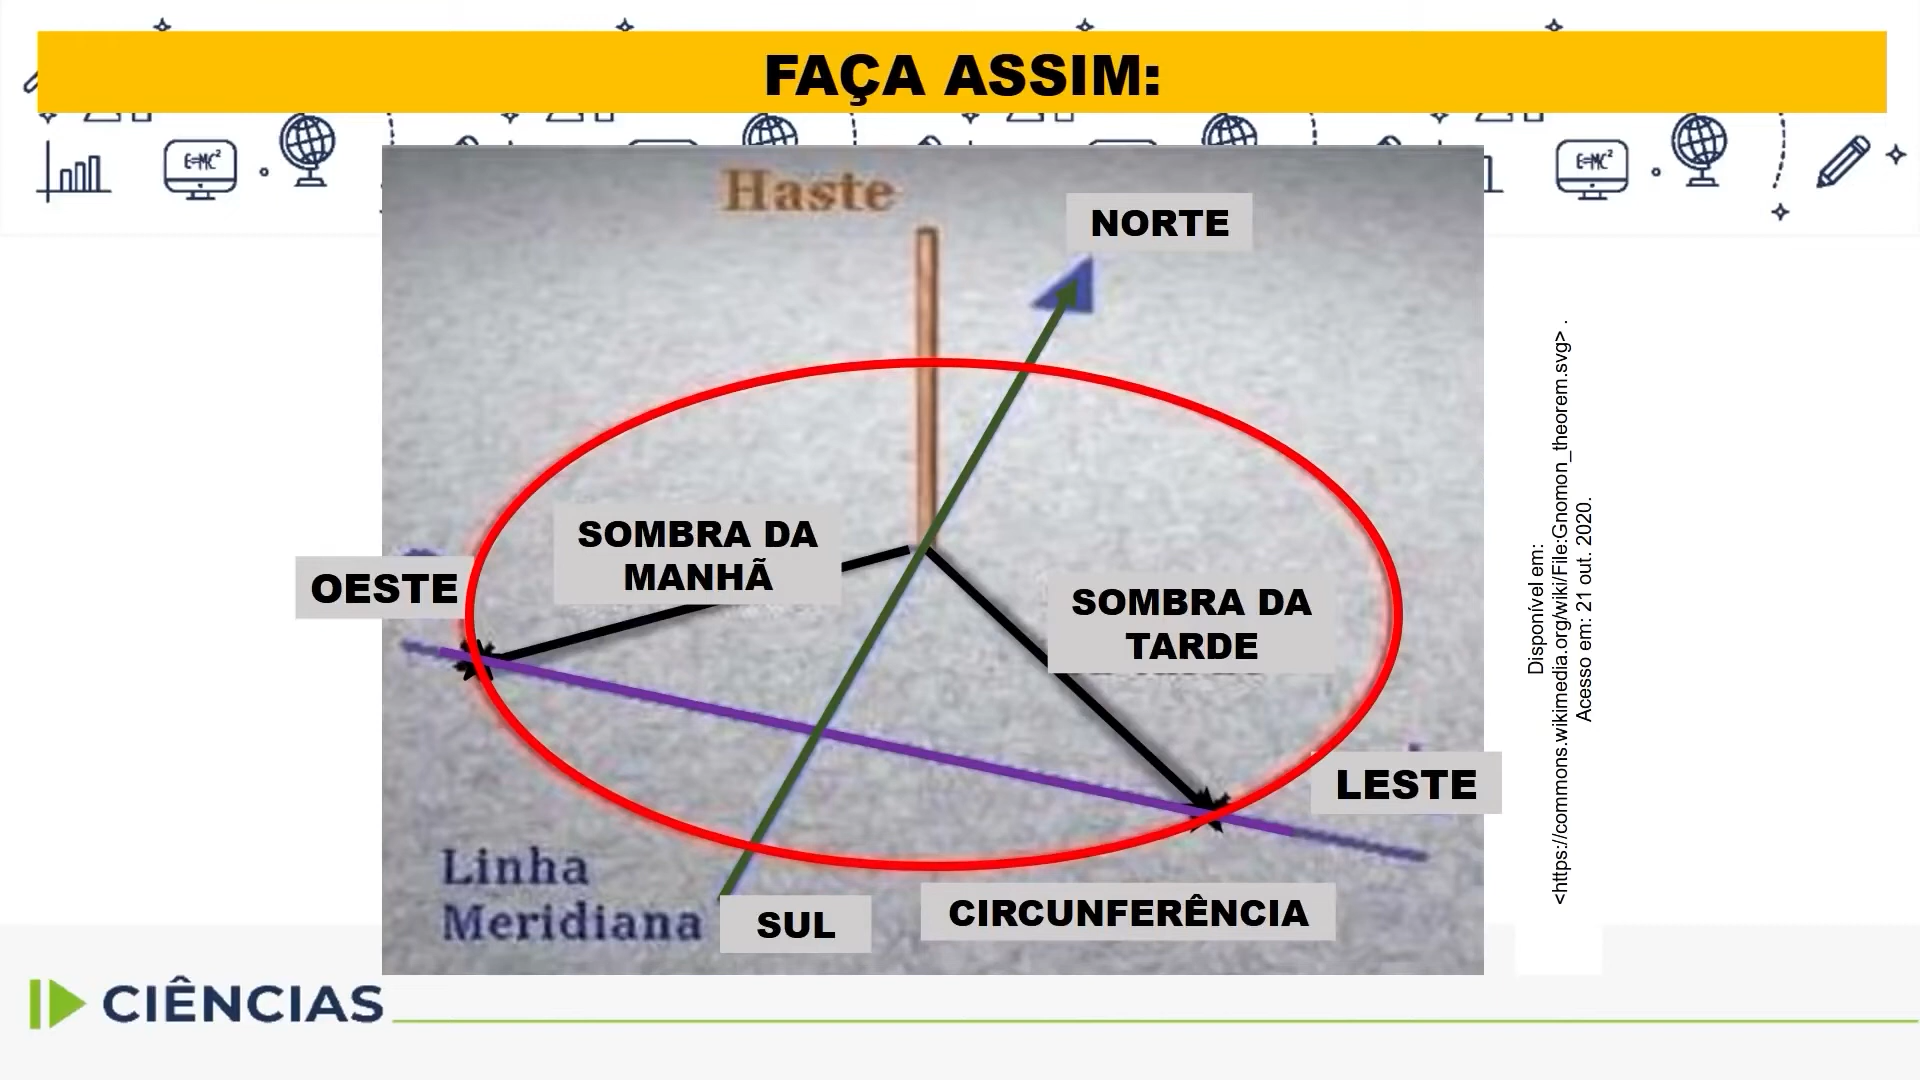 FAÇA ASSIM:
E=MC²
E=MC²
Haste
NORTE
SOMBRA DA
MANHÃ
OESTE
SOMBRA DA
TARDE
LESTE
Linha
Meridiana
SUL
CIRCUNFERÊNCIA
Disponível em:
<https://commons.wikimedia.org/wiki/File:Gnomon_theorem.svg> .
Acesso em: 21 out. 2020.
CIÊNCIAS